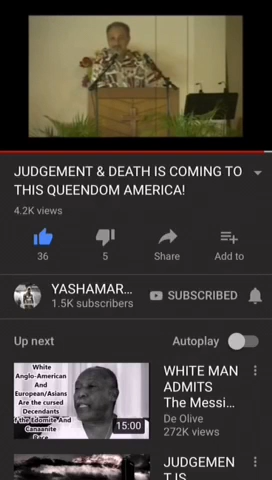 JUDGEMENT & DEATH IS COMING TO
THIS QUEENDOM AMERICA!
4.2K views
36
5
Share
Add to
YASHAMAR...
1.5K subscribers
SUBSCRIBED
Up next
Autoplay
White
Anglo-American
And
European/Asians
Are the cursed
Decendants
f the Edomite And
Canaanite
Race
15:00
WHITE MAN
ADMITS
The Messi...
De Olive
272K views
JUDGEMEN
T IS